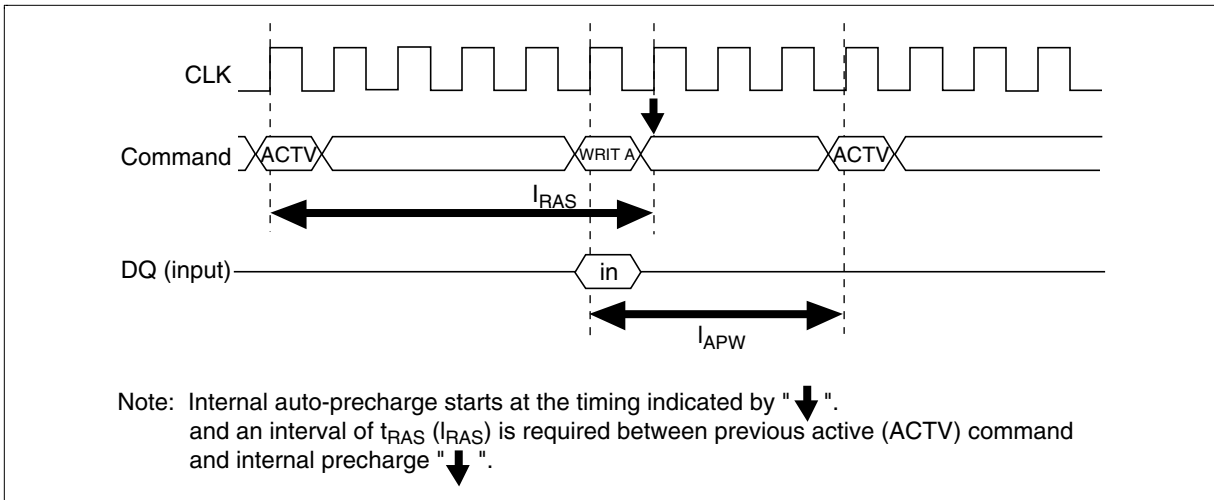 CLK
Command ACTV WRIT A ACTV
lRAS
DQ (input) in
lAPW
Note: Internal auto-precharge starts at the timing indicated by " ".
and an interval of tRAS (lRAS) is required between previous active (ACTV) command
and internal precharge " ".